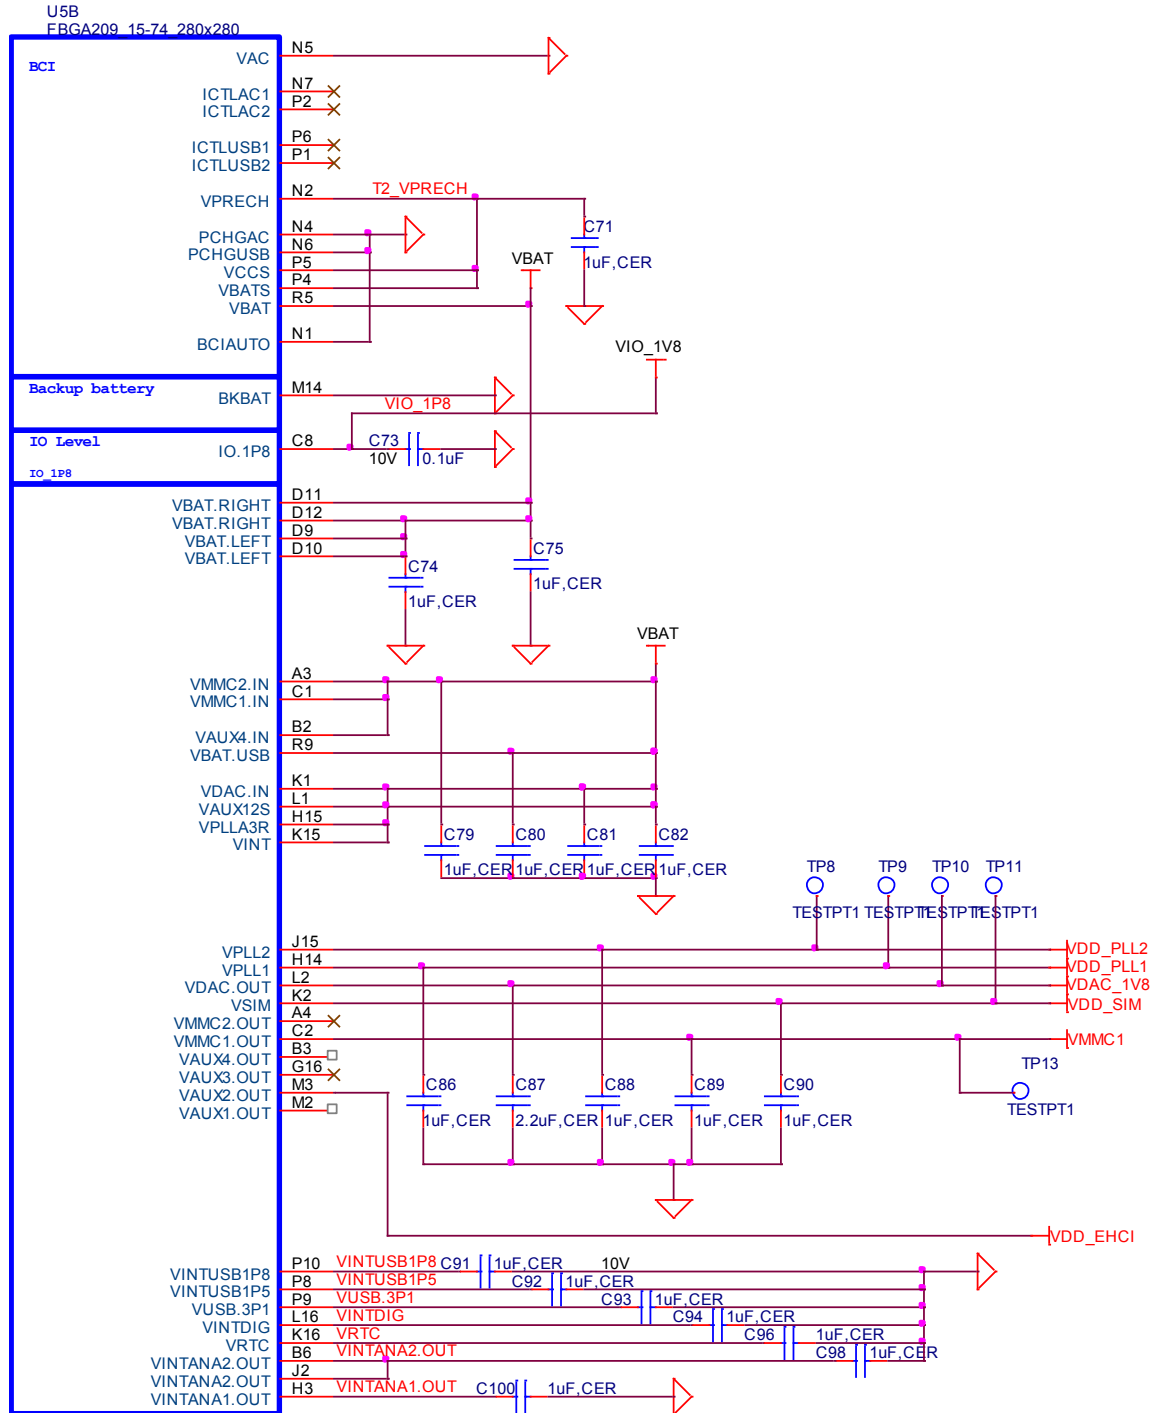 U5B
FBGA209_15-74_280x280
BCI
VAC N5
ICTLAC1 N7
ICTLAC2 P2
ICTLUSB1 P6
ICTLUSB2 P1
VPRECH N2 T2_VPRECH
C71
1uF,CER
PCHGAC N4
PCHGUSB N6
VCCS P5
VBATS P4
VBAT R5
VBAT
BCIAUTO N1
VIO_1V8
Backup battery
BKBAT M14
VIO_1P8
IO Level
IO.1P8 C8
C73
10V 0.1uF
IO_1P8
VBAT.RIGHT D11
VBAT.RIGHT D12
VBAT.LEFT D9
VBAT.LEFT D10
C74
1uF,CER
C75
1uF,CER
VBAT
VMMC2.IN A3
VMMC1.IN C1
VAUX4.IN B2
VBAT.USB R9
VDAC.IN K1
VAUX12S L1
VPLLA3R H15
VINT K15
C79 C80 C81 C82
1uF,CER 1uF,CER 1uF,CER 1uF,CER
TP8 TP9 TP10 TP11
TESTPT1 TESTPT1 TESTPT1 TESTPT1
VPLL2 J15 VDD_PLL2
VPLL1 H14 VDD_PLL1
VDAC.OUT L2 VDAC_1V8
VSIM K2 VDD_SIM
VMMC2.OUT A4
VMMC1.OUT C2 VMMC1
VAUX4.OUT B3
VAUX3.OUT G16
VAUX2.OUT M3
VAUX1.OUT M2
TP13
TESTPT1
C86 C87 C88 C89 C90
1uF,CER 2.2uF,CER 1uF,CER 1uF,CER 1uF,CER
VDD_EHCI
VINTUSB1P8 P10 VINTUSB1P8 C91 1uF,CER 10V
VINTUSB1P5 P8 VINTUSB1P5 C92 1uF,CER
VUSB.3P1 P9 VUSB.3P1 C93 1uF,CER
VINTDIG L16 VINTDIG C94 1uF,CER
VRTC K16 VRTC C96 1uF,CER
VINTANA2.OUT B6 VINTANA2.OUT C98 1uF,CER
VINTANA2.OUT J2
VINTANA1.OUT H3 VINTANA1.OUT C100 1uF,CER